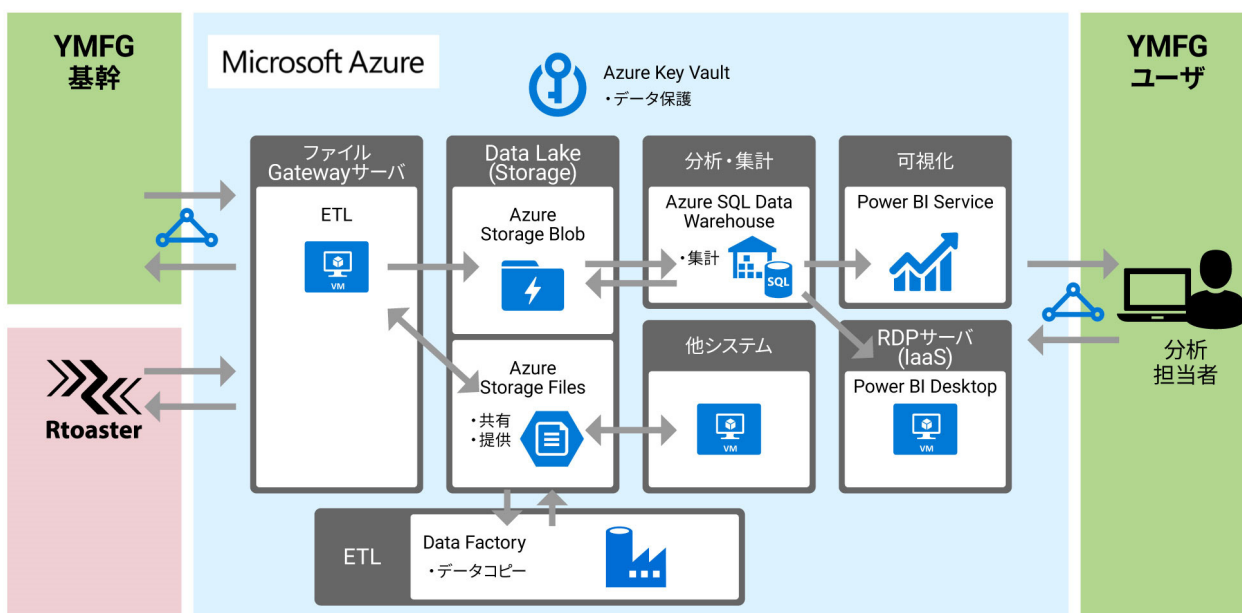 YMFG
基幹
Rtoaster
Microsoft Azure
Azure Key Vault
・データ保護
ファイル
Gatewayサーバ
ETL
VM
Data Lake
(Storage)
Azure
Storage Blob
Azure
Storage Files
・共有
・提供
分析・集計
Azure SQL Data
Warehouse
・集計
SQL
他システム
VM
可視化
Power BI Service
RDPサーバ
(IaaS)
Power BI Desktop
VM
ETL
Data Factory
・データコピー
YMFG
ユーザ
分析
担当者